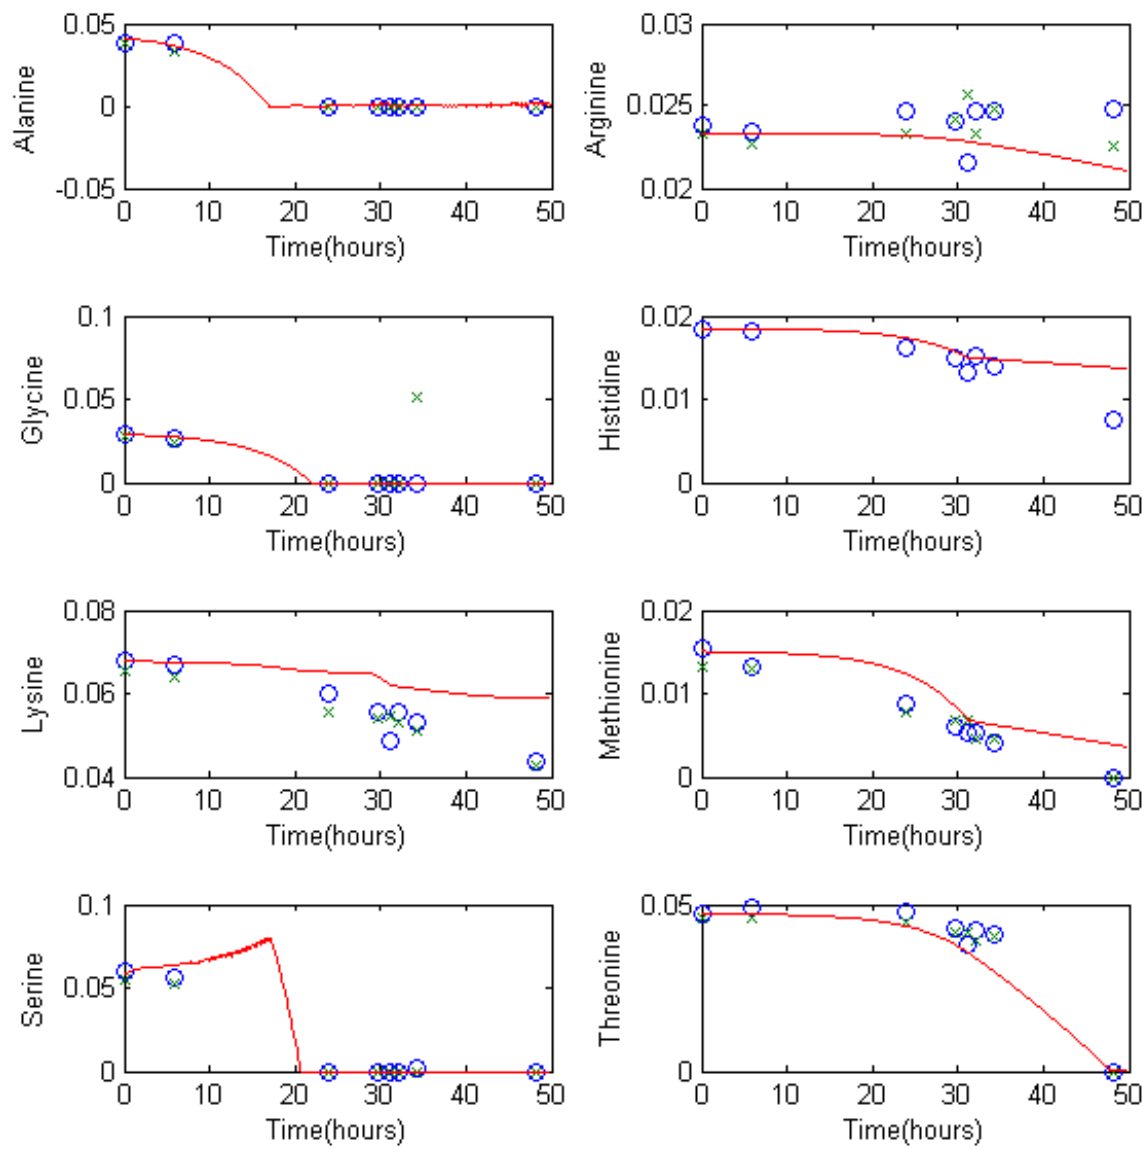 Alanine
0.05
0
-0.05
0 10 20 30 40 50
Time(hours)
Arginine
0.03
0.025
0.02
0 10 20 30 40 50
Time(hours)
Glycine
0.1
0.05
0
0 10 20 30 40 50
Time(hours)
Histidine
0.02
0.01
0
0 10 20 30 40 50
Time(hours)
Lysine
0.08
0.06
0.04
0 10 20 30 40 50
Time(hours)
Methionine
0.02
0.01
0
0 10 20 30 40 50
Time(hours)
Serine
0.1
0.05
0
0 10 20 30 40 50
Time(hours)
Threonine
0.05
0
0 10 20 30 40 50
Time(hours)